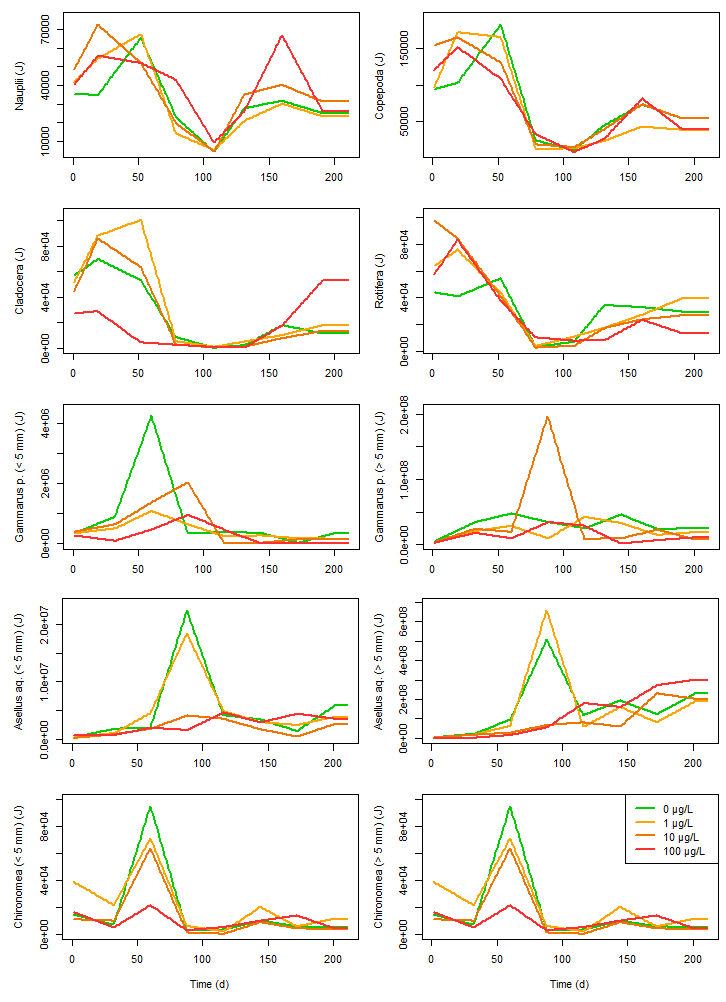 Nauplii (J)
10000 40000 70000
0 50 100 150 200
Copepoda (J)
50000 150000
0 50 100 150 200
Cladocera (J)
0e+00 4e+04 8e+04
0 50 100 150 200
Rotifera (J)
0e+00 4e+04 8e+04
0 50 100 150 200
Gammarus p. (< 5 mm) (J)
0e+00 2e+06 4e+06
0 50 100 150 200
Gammarus p. (> 5 mm) (J)
0.0e+00 1.0e+08 2.0e+08
0 50 100 150 200
Asellus aq. (< 5 mm) (J)
0.0e+00 1.0e+07 2.0e+07
0 50 100 150 200
Asellus aq. (> 5 mm) (J)
0e+00 2e+08 4e+08 6e+08
0 50 100 150 200
Chironomea (< 5 mm) (J)
0e+00 4e+04 8e+04
0 50 100 150 200
Time (d)
Chironomea (> 5 mm) (J)
0e+00 4e+04 8e+04
0 50 100 150 200
Time (d)
0 µg/L
1 µg/L
10 µg/L
100 µg/L